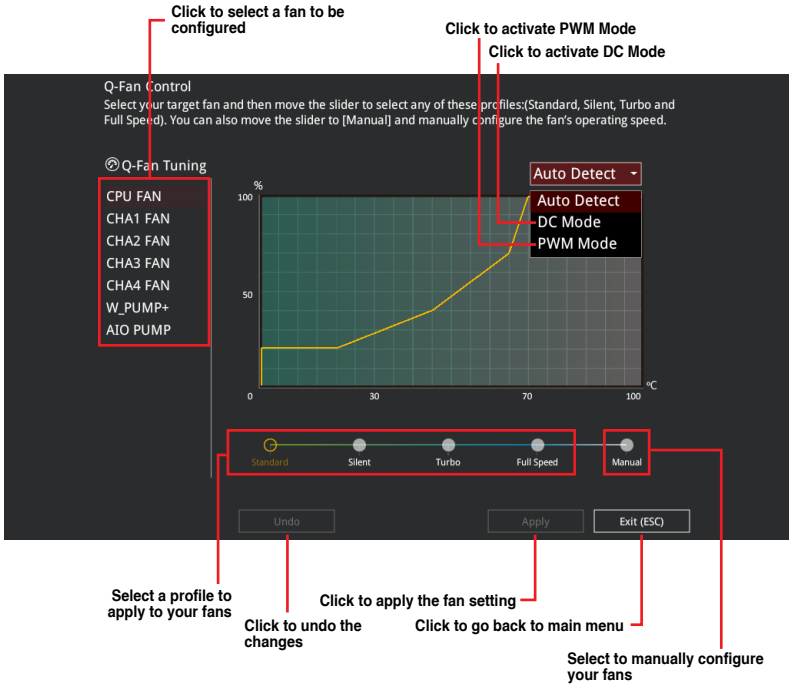 Click to select a fan to be
configured
Click to activate PWM Mode
Click to activate DC Mode
Q-Fan Control
Select your target fan and then move the slider to select any of these profiles:(Standard, Silent, Turbo and
Full Speed). You can also move the slider to [Manual] and manually configure the fan's operating speed.
Q-Fan Tuning
Auto Detect
Auto Detect
DC Mode
PWM Mode
CPU FAN
CHA1 FAN
CHA2 FAN
CHA3 FAN
CHA4 FAN
W_PUMP+
AIO PUMP
%
100
50
0
30
70
100
ºC
Standard
Silent
Turbo
Full Speed
Manual
Undo
Apply
Exit (ESC)
Select a profile to
apply to your fans
Click to undo the
changes
Click to apply the fan setting
Click to go back to main menu
Select to manually configure
your fans